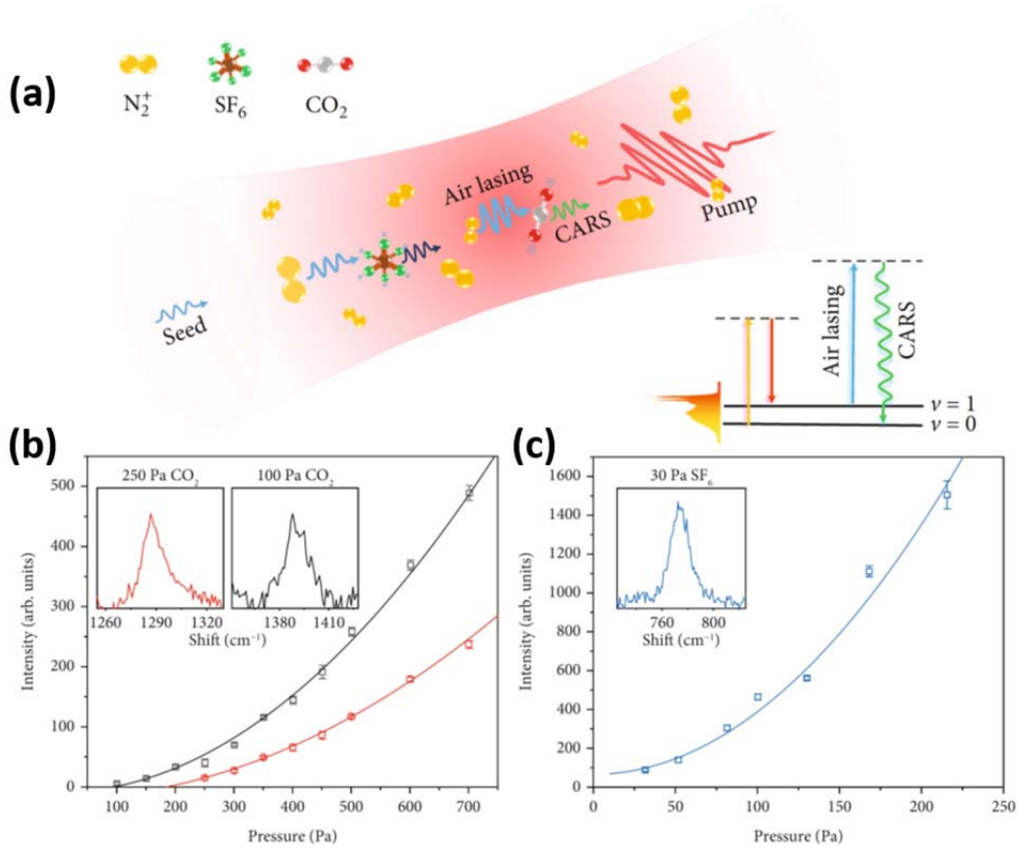 (a)
N₂⁺ SF₆ CO₂
Air lasing
CARS
Pump
Seed
Air lasing
CARS
ν = 1
ν = 0
(b)
250 Pa CO₂
100 Pa CO₂
1260 1290 1320
1380 1410
Shift (cm⁻¹)
500
400
300
200
100
0
Intensity (arb. units)
100 200 300 400 500 600 700
Pressure (Pa)
(c)
30 Pa SF₆
760 800
Shift (cm⁻¹)
1600
1400
1200
1000
800
600
400
200
0
Intensity (arb. units)
0 50 100 150 200 250
Pressure (Pa)